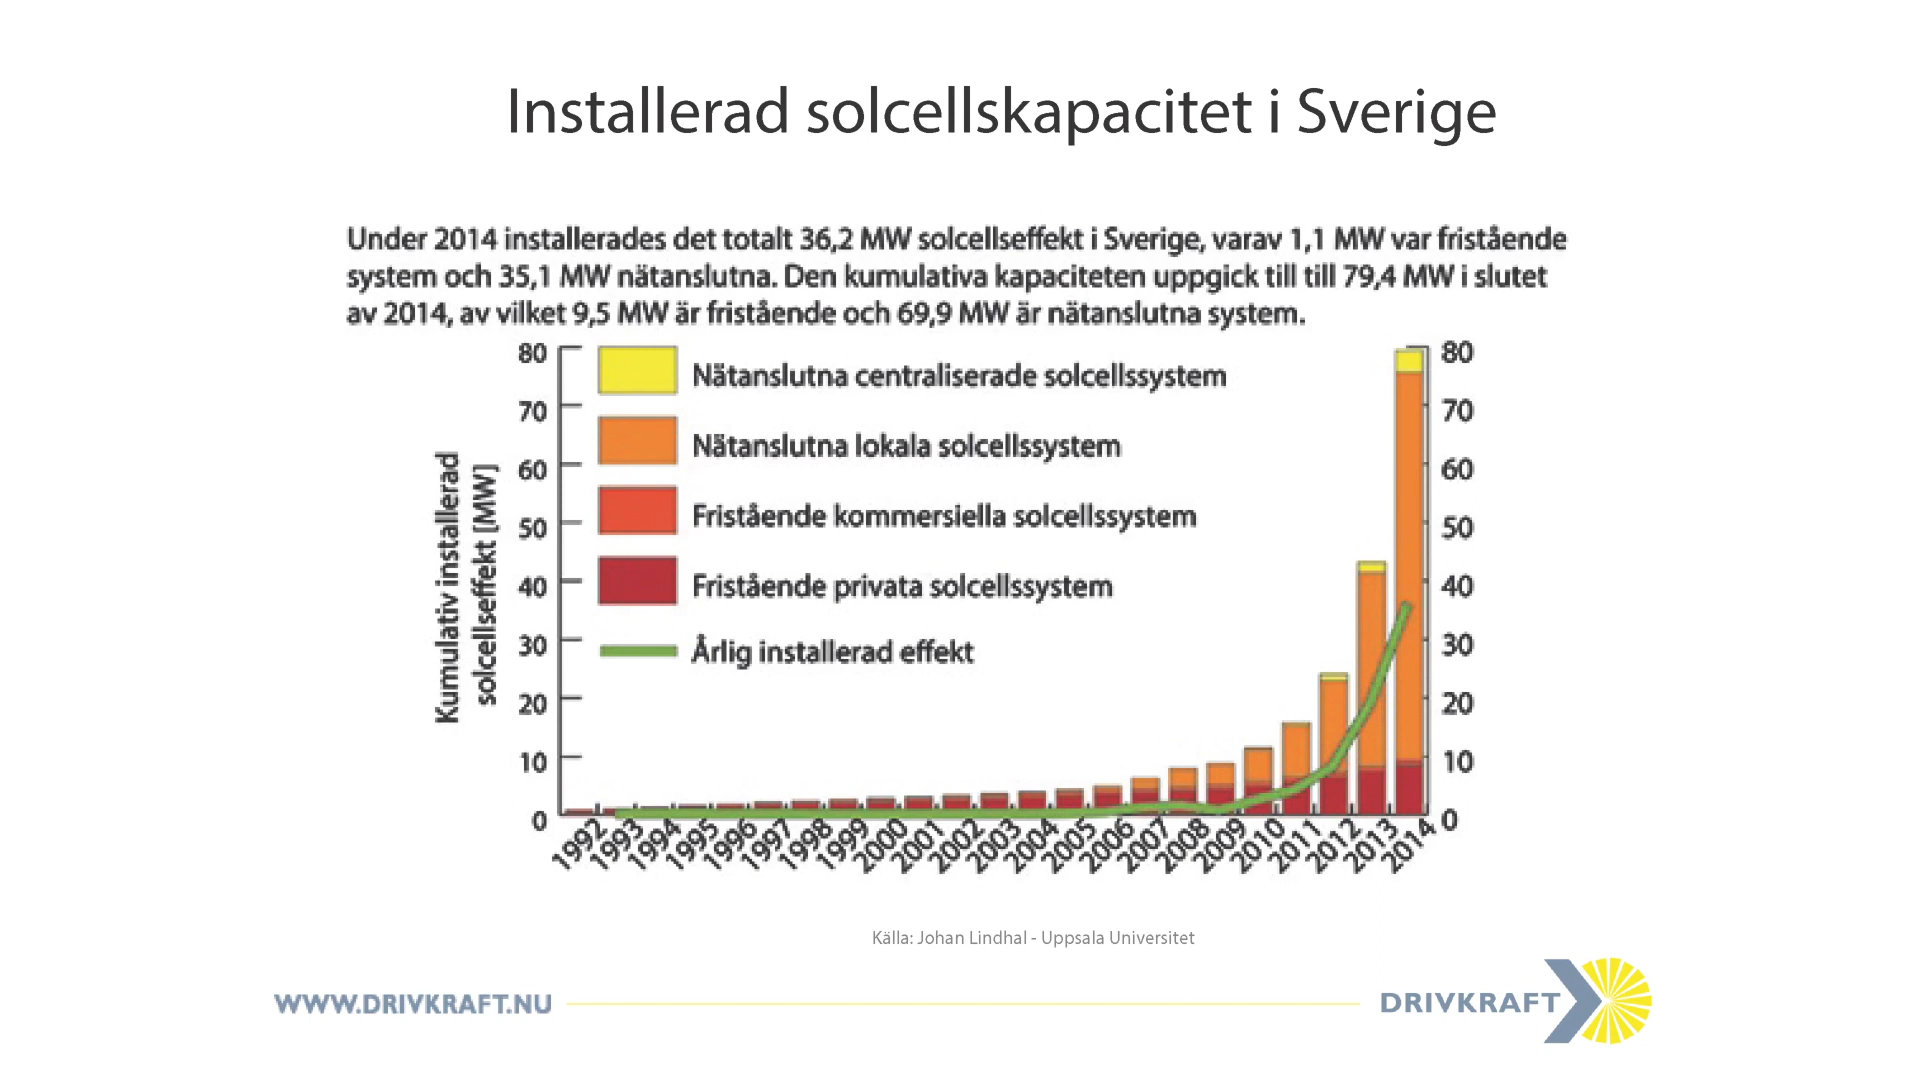 Installerad solcellskapacitet i Sverige
Under 2014 installerades det totalt 36,2 MW solcellseffekt i Sverige, varav 1,1 MW var fristående
system och 35,1 MW nätanslutna. Den kumulativa kapaciteten uppgick till till 79,4 MW i slutet
av 2014, av vilket 9,5 MW är fristående och 69,9 MW är nätanslutna system.
Kumulativ installerad
solcellseffekt [MW]
80
70
60
50
40
30
20
10
0
Nätanslutna centraliserade solcellssystem
Nätanslutna lokala solcellssystem
Fristående kommersiella solcellssystem
Fristående privata solcellssystem
Årlig installerad effekt
80
70
60
50
40
30
20
10
0
1992
1993
1994
1995
1996
1997
1998
1999
2000
2001
2002
2003
2004
2005
2006
2007
2008
2009
2010
2011
2012
2013
2014
Källa: Johan Lindhal - Uppsala Universitet
WWW.DRIVKRAFT.NU
DRIVKRAFT